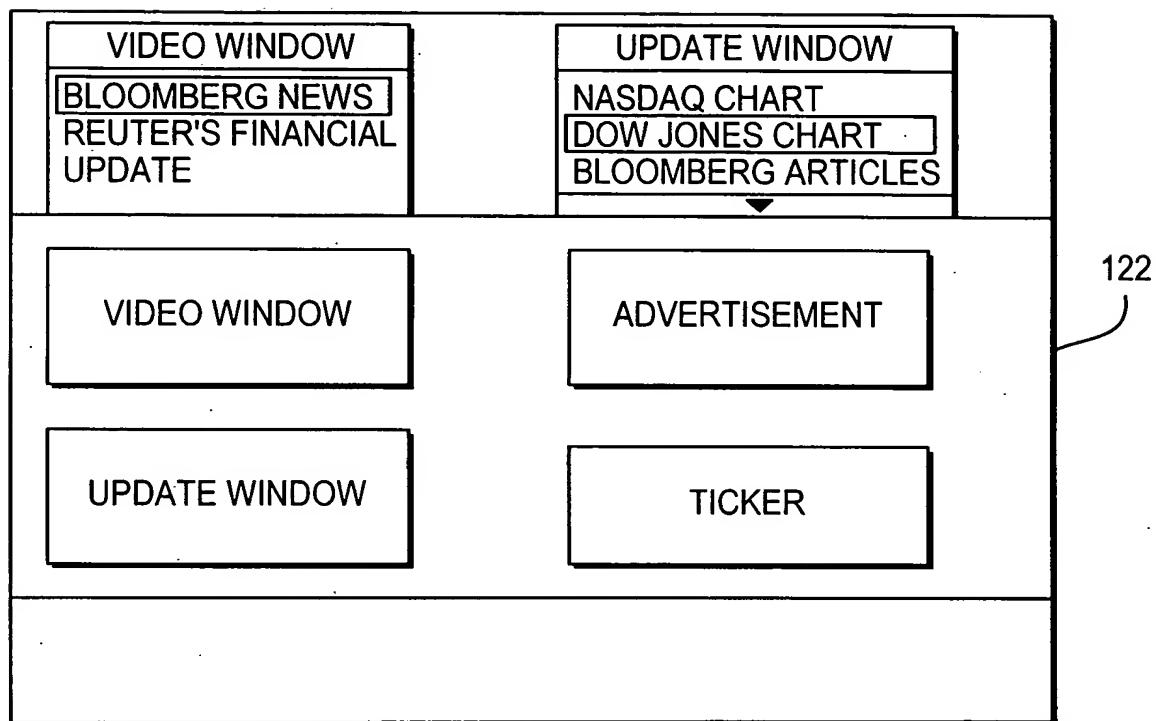 VIDEO WINDOW
BLOOMBERG NEWS
REUTER'S FINANCIAL
UPDATE
UPDATE WINDOW
NASDAQ CHART
DOW JONES CHART
BLOOMBERG ARTICLES
VIDEO WINDOW
ADVERTISEMENT
122
UPDATE WINDOW
TICKER